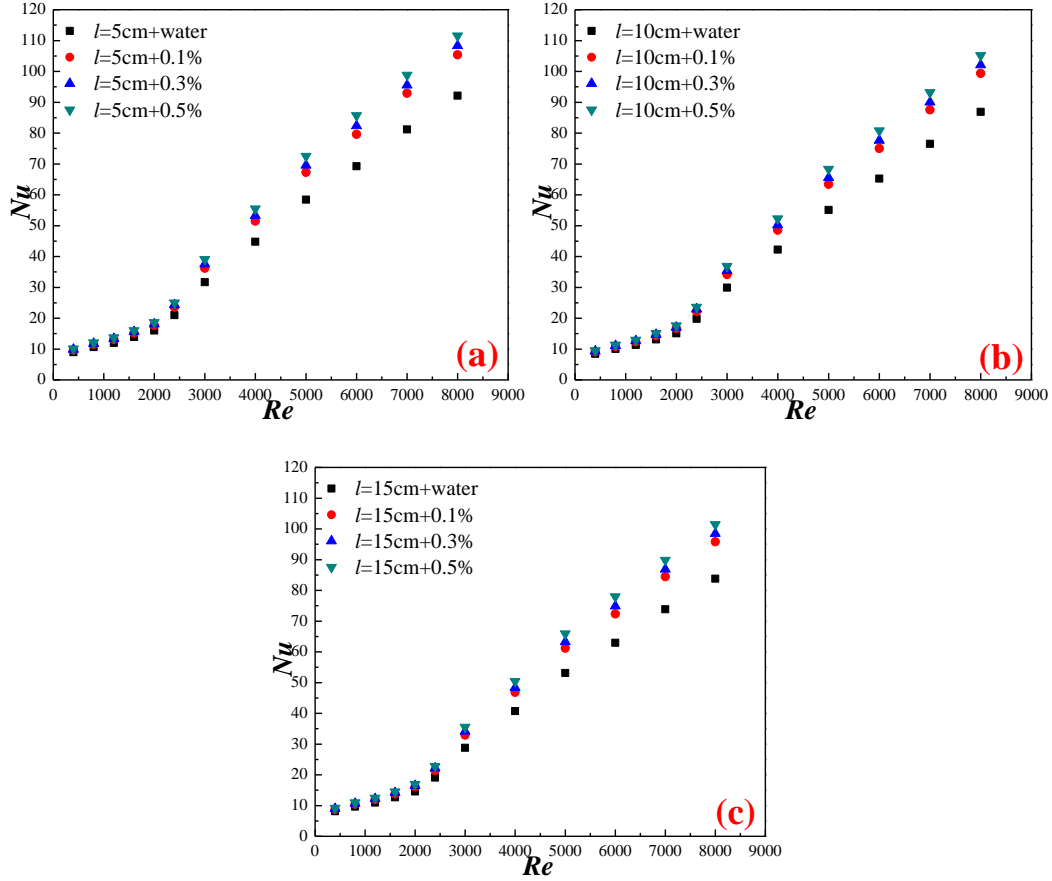 120
110
100
90
80
70
60
50
40
30
20
10
0
Nu
l=5cm+water
l=5cm+0.1%
l=5cm+0.3%
l=5cm+0.5%
(a)
0 1000 2000 3000 4000 5000 6000 7000 8000 9000
Re
120
110
100
90
80
70
60
50
40
30
20
10
0
Nu
l=10cm+water
l=10cm+0.1%
l=10cm+0.3%
l=10cm+0.5%
(b)
0 1000 2000 3000 4000 5000 6000 7000 8000 9000
Re
120
110
100
90
80
70
60
50
40
30
20
10
0
Nu
l=15cm+water
l=15cm+0.1%
l=15cm+0.3%
l=15cm+0.5%
(c)
0 1000 2000 3000 4000 5000 6000 7000 8000 9000
Re